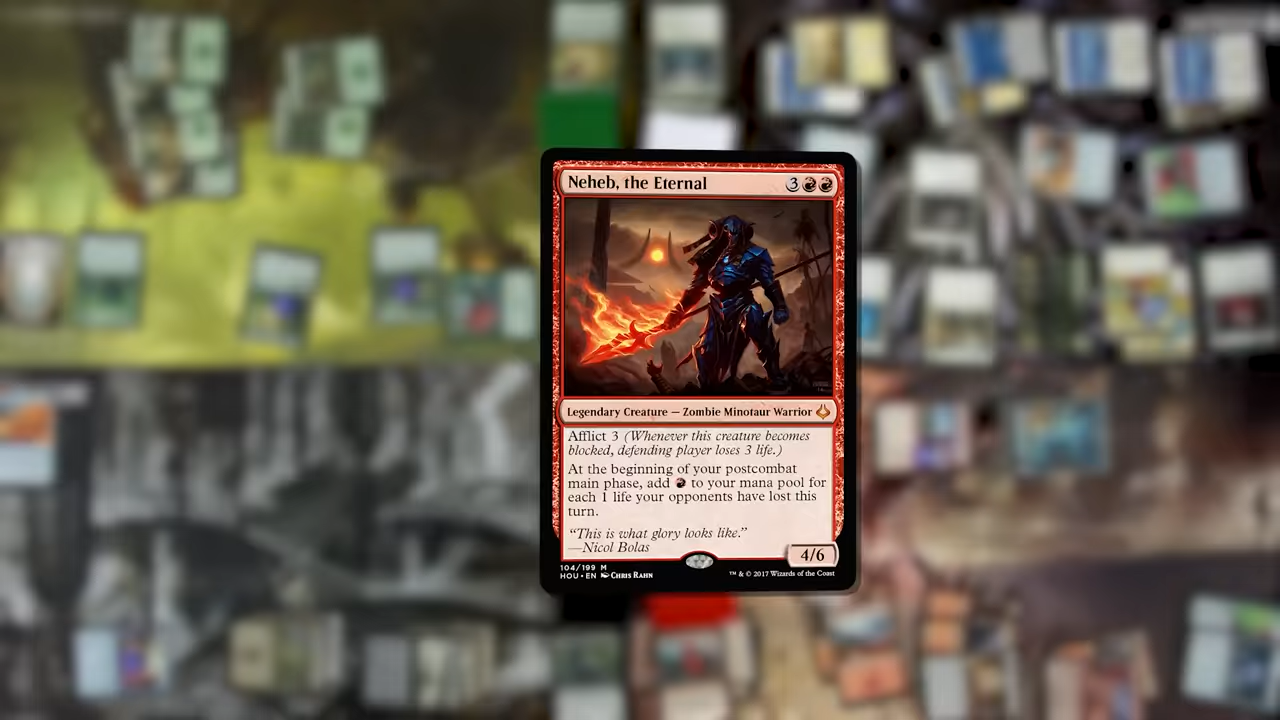 Neheb, the Eternal 3
Legendary Creature — Zombie Minotaur Warrior
Afflict 3 (Whenever this creature becomes
blocked, defending player loses 3 life.)
At the beginning of your postcombat
main phase, add to your mana pool for
each 1 life your opponents have lost this
turn.
“This is what glory looks like.”
—Nicol Bolas
4/6
104/199 M
HOU • EN Chris Rahn
™ & © 2017 Wizards of the Coast